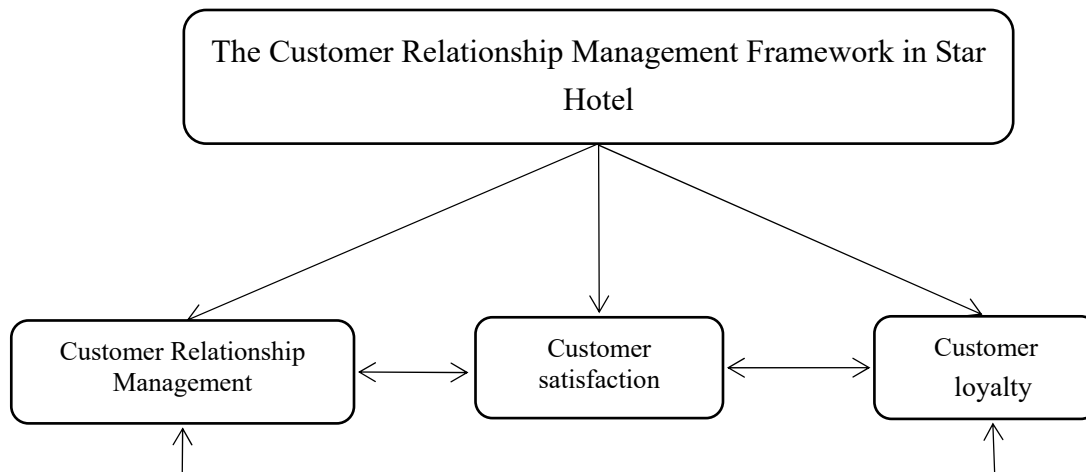 The Customer Relationship Management Framework in Star
Hotel
Customer Relationship
Management
Customer
satisfaction
Customer
loyalty